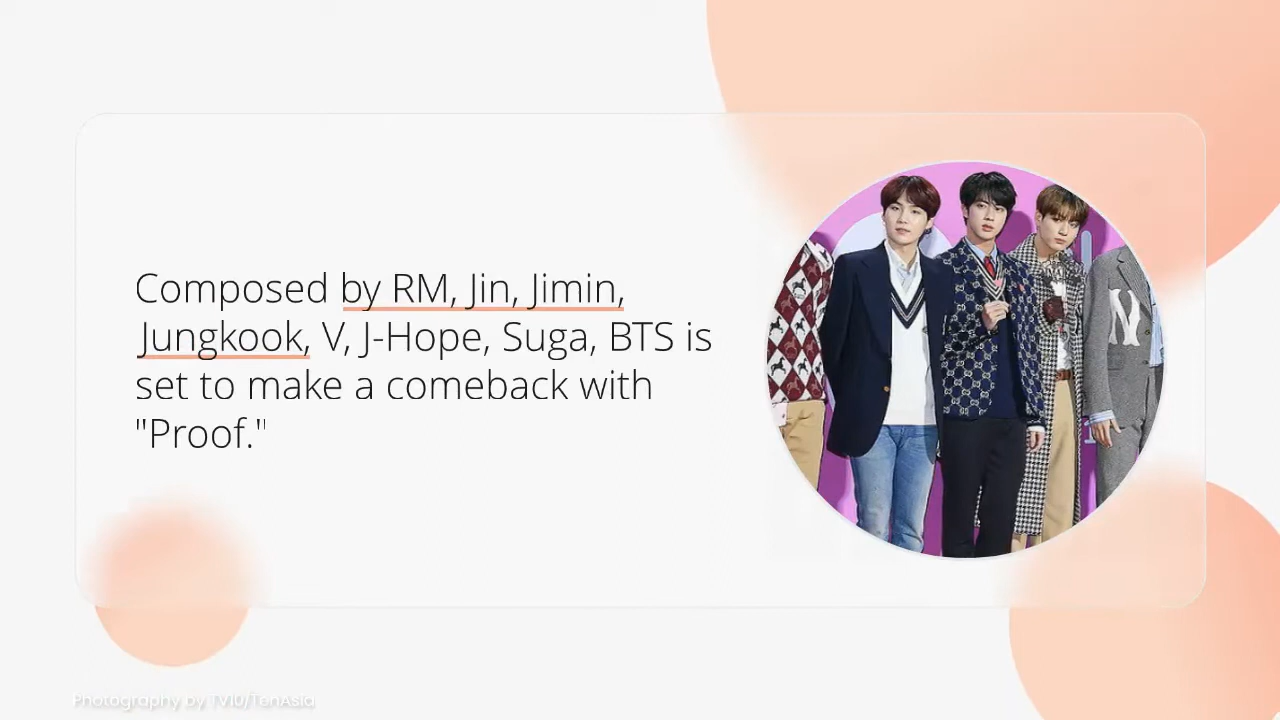 Composed by RM, Jin, Jimin,
Jungkook, V, J-Hope, Suga, BTS is
set to make a comeback with
"Proof."
N
Photography by TV10/TenAsia